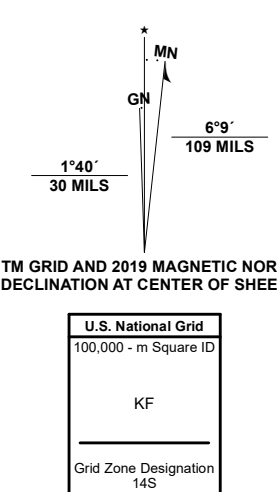 ★
MN
GN
6°9´
109 MILS
1°40´
30 MILS
TM GRID AND 2019 MAGNETIC NOR
DECLINATION AT CENTER OF SHEE
U.S. National Grid
100,000 - m Square ID
KF
Grid Zone Designation
14S